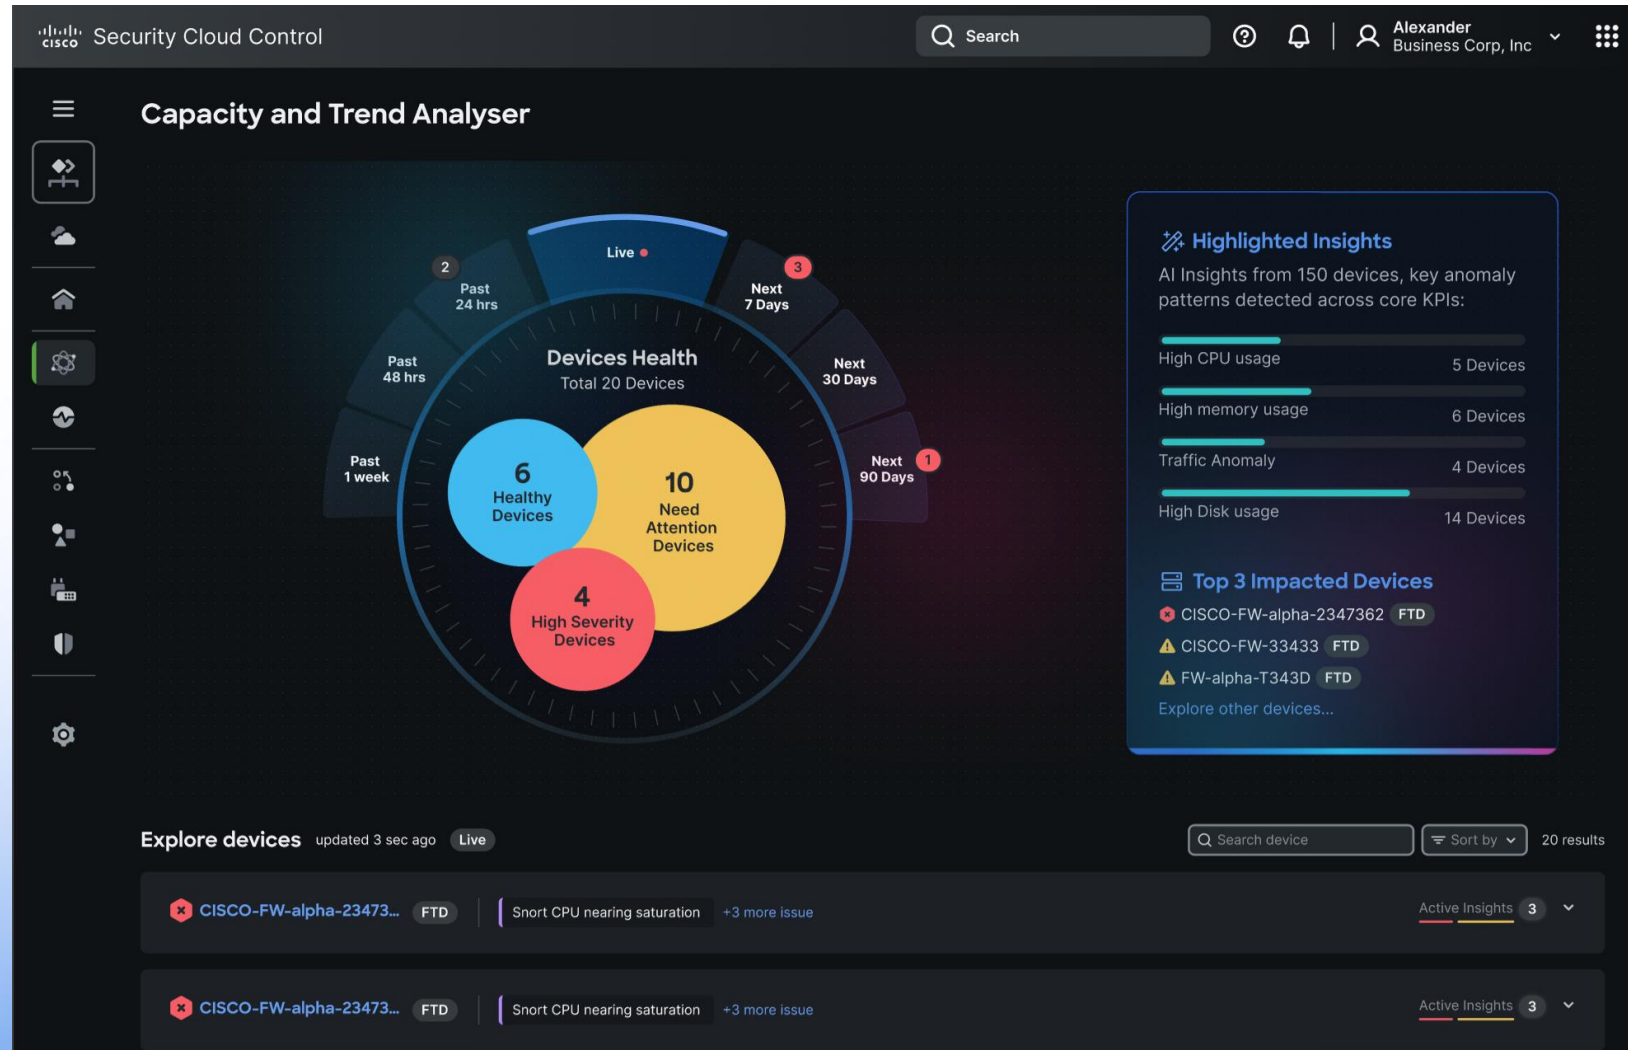 CISCO Security Cloud Control
Search
Alexander
Business Corp, Inc
Capacity and Trend Analyser
Live
2
Past
24 hrs
Past
48 hrs
Past
1 week
3
Next
7 Days
Next
30 Days
Next
90 Days
1
Devices Health
Total 20 Devices
6
Healthy
Devices
10
Need
Attention
Devices
4
High Severity
Devices
Highlighted Insights
AI Insights from 150 devices, key anomaly
patterns detected across core KPIs:
High CPU usage 5 Devices
High memory usage 6 Devices
Traffic Anomaly 4 Devices
High Disk usage 14 Devices
Top 3 Impacted Devices
CISCO-FW-alpha-2347362 FTD
CISCO-FW-33433 FTD
FW-alpha-T343D FTD
Explore other devices...
Explore devices updated 3 sec ago Live Search device Sort by 20 results
CISCO-FW-alpha-23473... FTD Snort CPU nearing saturation +3 more issue Active Insights 3
CISCO-FW-alpha-23473... FTD Snort CPU nearing saturation +3 more issue Active Insights 3